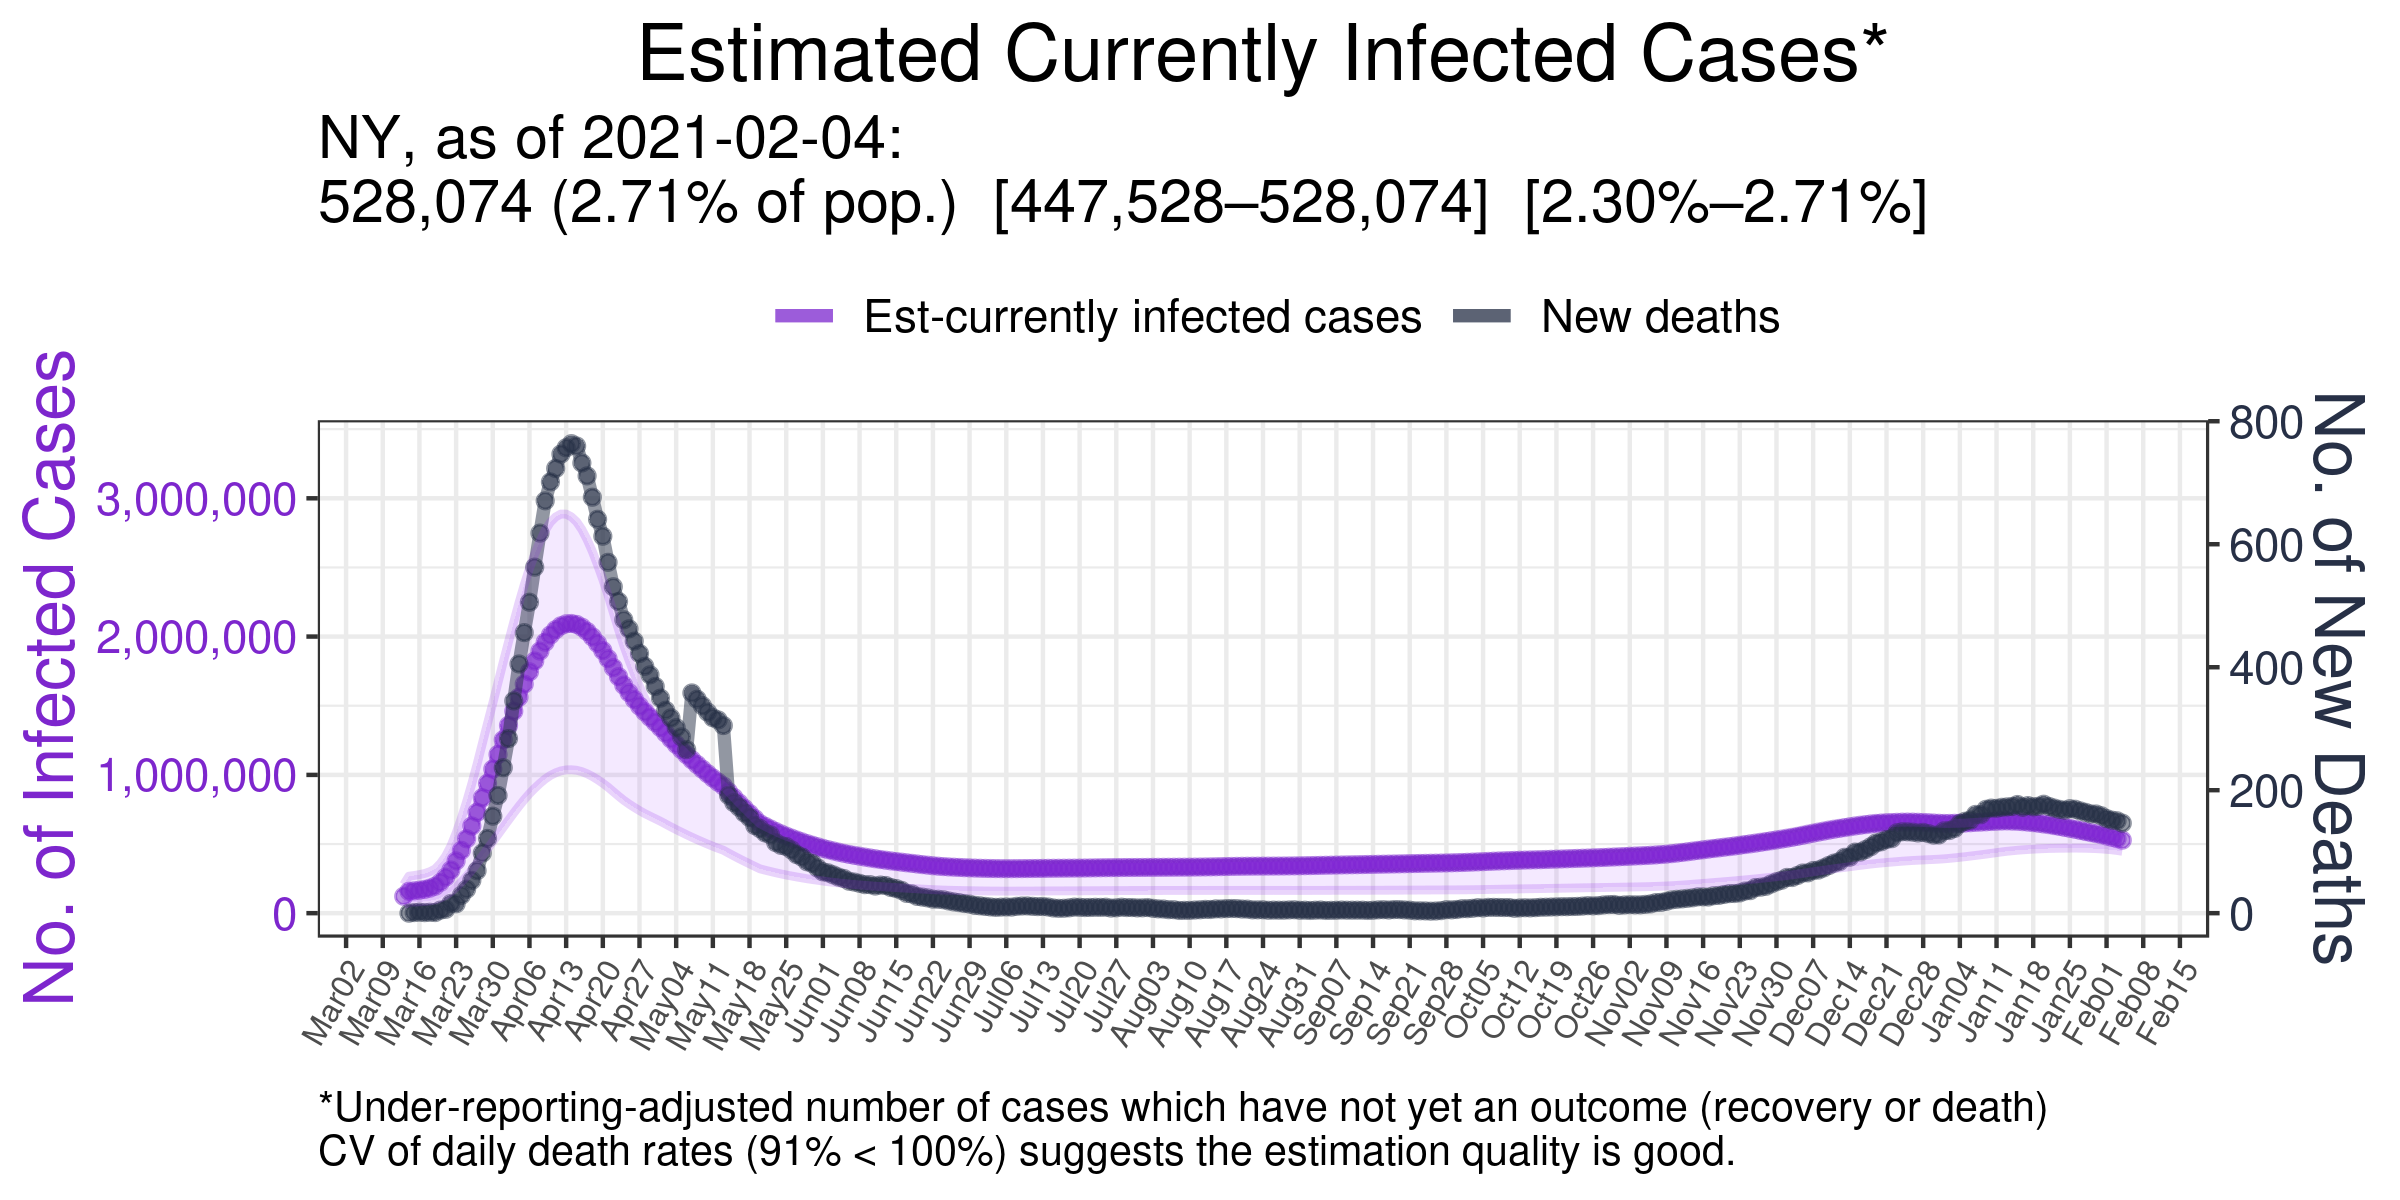 Estimated Currently Infected Cases*
NY, as of 2021-02-04:
528,074 (2.71% of pop.)  [447,528–528,074]  [2.30%–2.71%]
Est-currently infected cases
New deaths
No. of Infected Cases
3,000,000
2,000,000
1,000,000
0
800
600
400
200
0
No. of New Deaths
Mar02
Mar09
Mar16
Mar23
Mar30
Apr06
Apr13
Apr20
Apr27
May04
May11
May18
May25
Jun01
Jun08
Jun15
Jun22
Jun29
Jul06
Jul13
Jul20
Jul27
Aug03
Aug10
Aug17
Aug24
Aug31
Sep07
Sep14
Sep21
Sep28
Oct05
Oct12
Oct19
Oct26
Nov02
Nov09
Nov16
Nov23
Nov30
Dec07
Dec14
Dec21
Dec28
Jan04
Jan11
Jan18
Jan25
Feb01
Feb08
Feb15
*Under-reporting-adjusted number of cases which have not yet an outcome (recovery or death)
CV of daily death rates (91% < 100%) suggests the estimation quality is good.